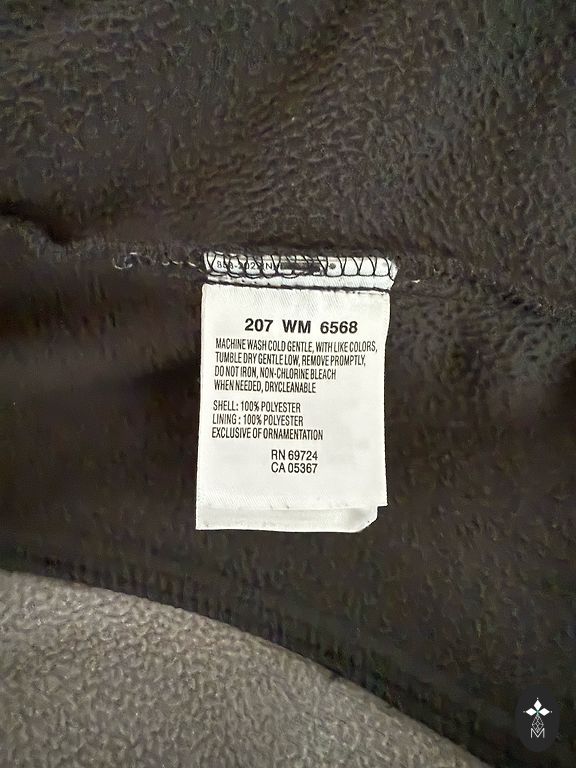 207 WM 6568
MACHINE WASH COLD GENTLE, WITH LIKE COLORS,
TUMBLE DRY GENTLE LOW, REMOVE PROMPTLY,
DO NOT IRON, NON-CHLORINE BLEACH
WHEN NEEDED, DRYCLEANABLE
SHELL: 100% POLYESTER
LINING : 100% POLYESTER
EXCLUSIVE OF ORNAMENTATION
RN 69724
CA 05367
M